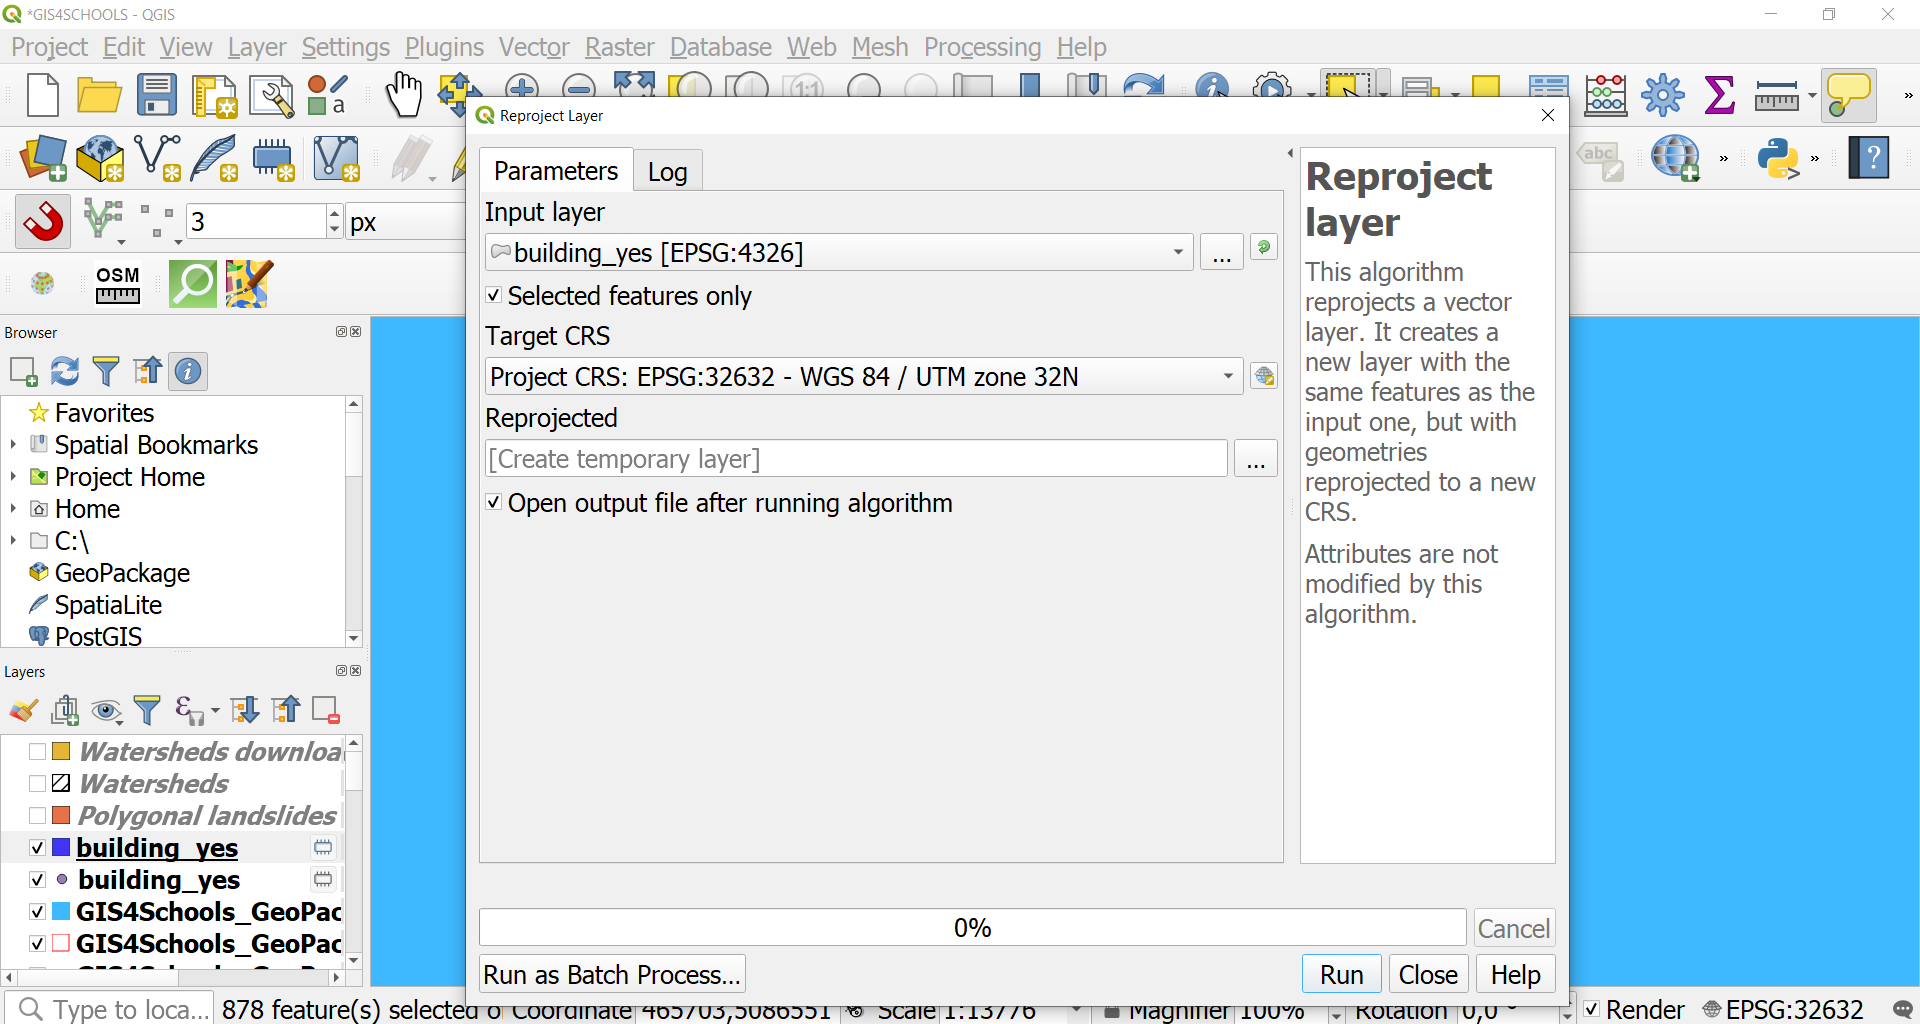 *GIS4SCHOOLS - QGIS
Project Edit View Layer Settings Plugins Vector Raster Database Web Mesh Processing Help
Reproject Layer
Parameters Log
Input layer
building_yes [EPSG:4326]
...
Selected features only
Target CRS
Project CRS: EPSG:32632 - WGS 84 / UTM zone 32N
Reprojected
[Create temporary layer]
...
Open output file after running algorithm
Reproject
layer
This algorithm
reprojects a vector
layer. It creates a
new layer with the
same features as the
input one, but with
geometries
reprojected to a new
CRS.
Attributes are not
modified by this
algorithm.
0%
Cancel
Run as Batch Process...
Run Close Help
a
1:1
abc
3 px
OSM
Browser
Favorites
Spatial Bookmarks
Project Home
Home
C:\
GeoPackage
SpatiaLite
PostGIS
Layers
Watersheds downloa
Watersheds
Polygonal landslides
building_yes
building_yes
GIS4Schools_GeoPac
GIS4Schools_GeoPac
Type to loca... 878 feature(s) selected o Coordinate 465703,5086551 Scale 1:13776 Magnifier 100% Rotation 0,0 ° Render EPSG:32632